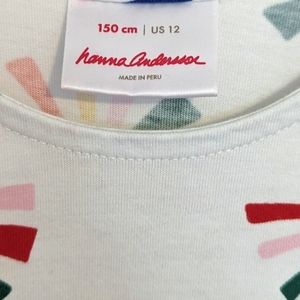 150 cm | US 12
hanna andersson
MADE IN PERU